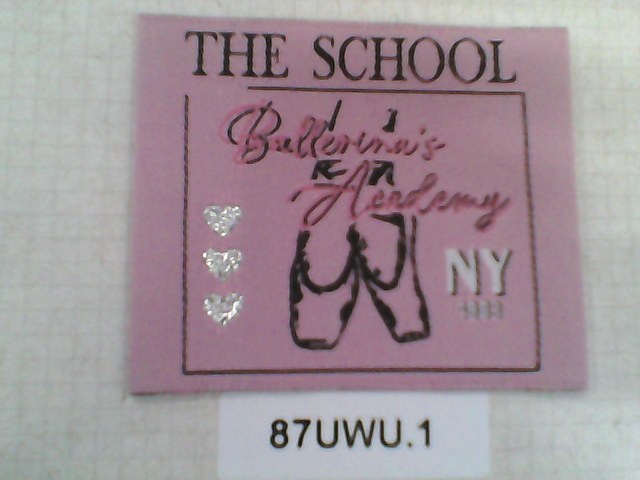 THE SCHOOL
Ballerina's
Academy
NY
87UWU.1